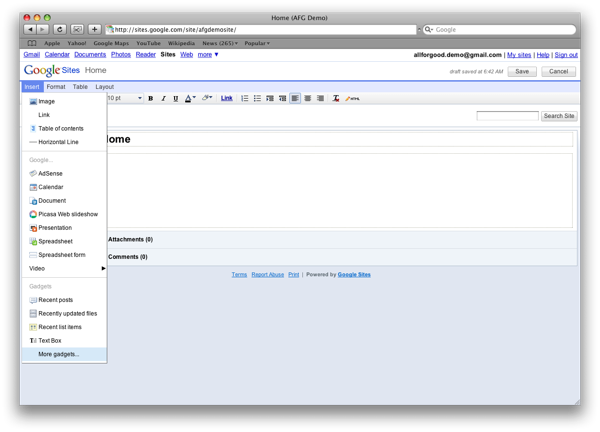 Home (AFG Demo)
http://sites.google.com/site/afgdemosite/
Google
Apple Yahoo! Google Maps YouTube Wikipedia News (265) Popular
Gmail Calendar Documents Photos Reader Sites Web more ▼
allforgood.demo@gmail.com | My sites | Help | Sign out
Google Sites Home
draft saved at 6:42 AM Save Cancel
Insert Format Table Layout
10 pt B I U A Link HTML
Search Site
Image
Link
Table of contents
Horizontal Line
Google...
AdSense
Calendar
Document
Picasa Web slideshow
Presentation
Spreadsheet
Spreadsheet form
Video
Gadgets
Recent posts
Recently updated files
Recent list items
Text Box
More gadgets...
ome
Attachments (0)
Comments (0)
Terms Report Abuse Print | Powered by Google Sites